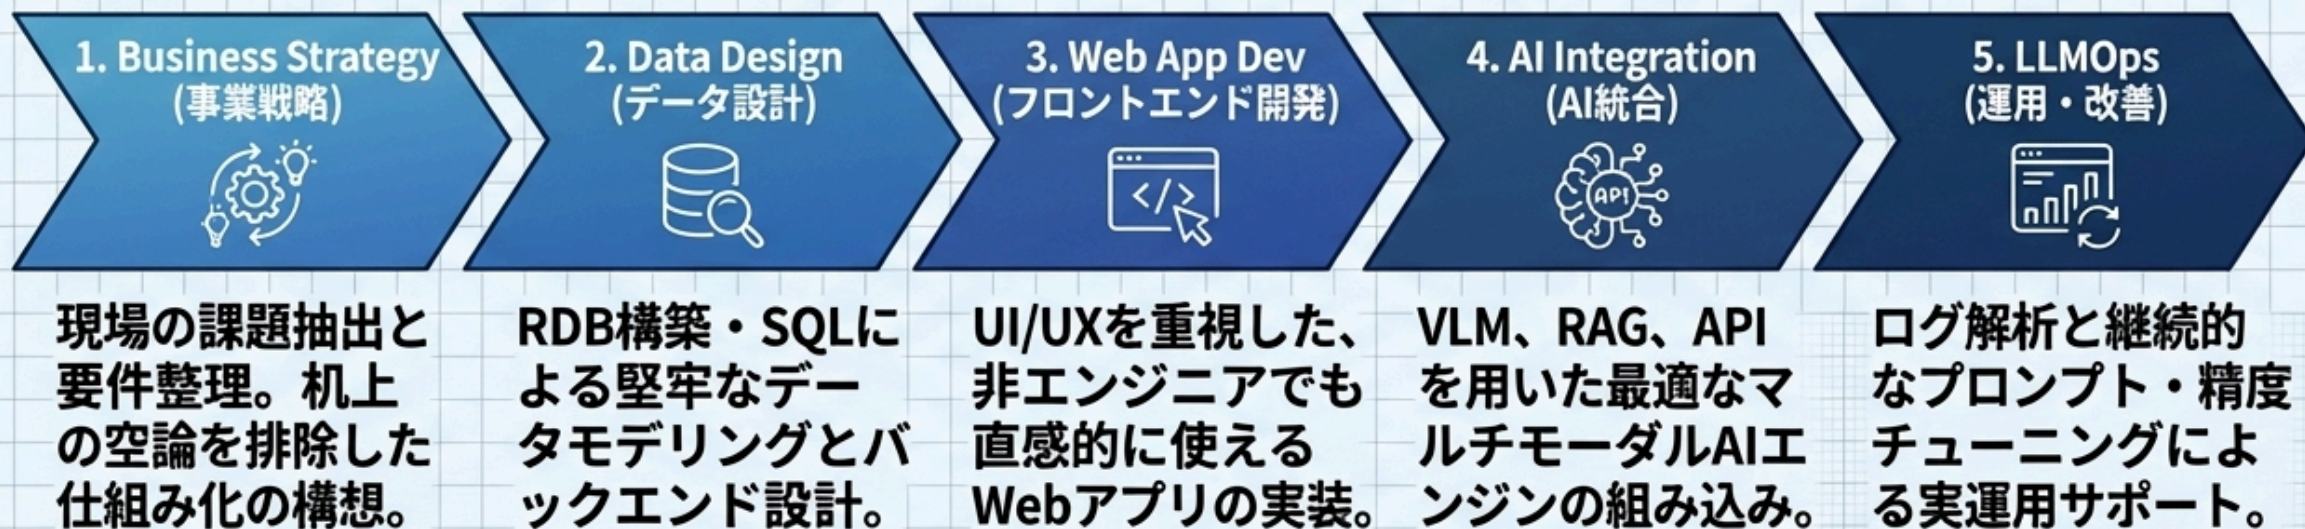 1. Business Strategy
(事業戦略)
現場の課題抽出と
要件整理。机上
の空論を排除した
仕組み化の構想。
2. Data Design
(データ設計)
RDB構築・SQLに
よる堅牢なデー
タモデリングとバ
ックエンド設計。
3. Web App Dev
(フロントエンド開発)
UI/UXを重視した、
非エンジニアでも
直感的に使える
Webアプリの実装。
4. AI Integration
(AI統合)
API
VLM、RAG、API
を用いた最適なマ
ルチモーダルAIエ
ンジンの組み込み。
5. LLMOps
(運用・改善)
ログ解析と継続的
なプロンプト・精度
チューニングによ
る実運用サポート。